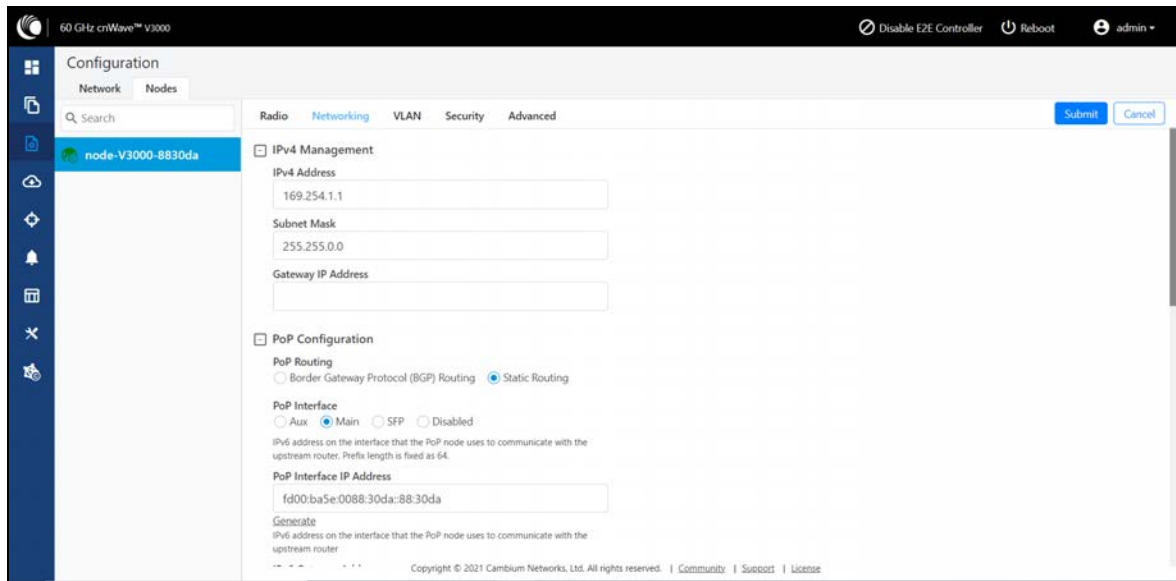 60 GHz cnWave™ V3000
Disable E2E Controller
Reboot
admin
Configuration
Network Nodes
Search
node-V3000-8830da
Radio Networking VLAN Security Advanced
Submit
Cancel
IPv4 Management
IPv4 Address
169.254.1.1
Subnet Mask
255.255.0.0
Gateway IP Address
PoP Configuration
PoP Routing
Border Gateway Protocol (BGP) Routing Static Routing
PoP Interface
Aux Main SFP Disabled
IPv6 address on the interface that the PoP node uses to communicate with the
upstream router. Prefix length is fixed as 64.
PoP Interface IP Address
fd00:ba5e:0088:30da::88:30da
Generate
IPv6 address on the interface that the PoP node uses to communicate with the
upstream router
Copyright © 2021 Cambium Networks, Ltd. All rights reserved. | Community | Support | License